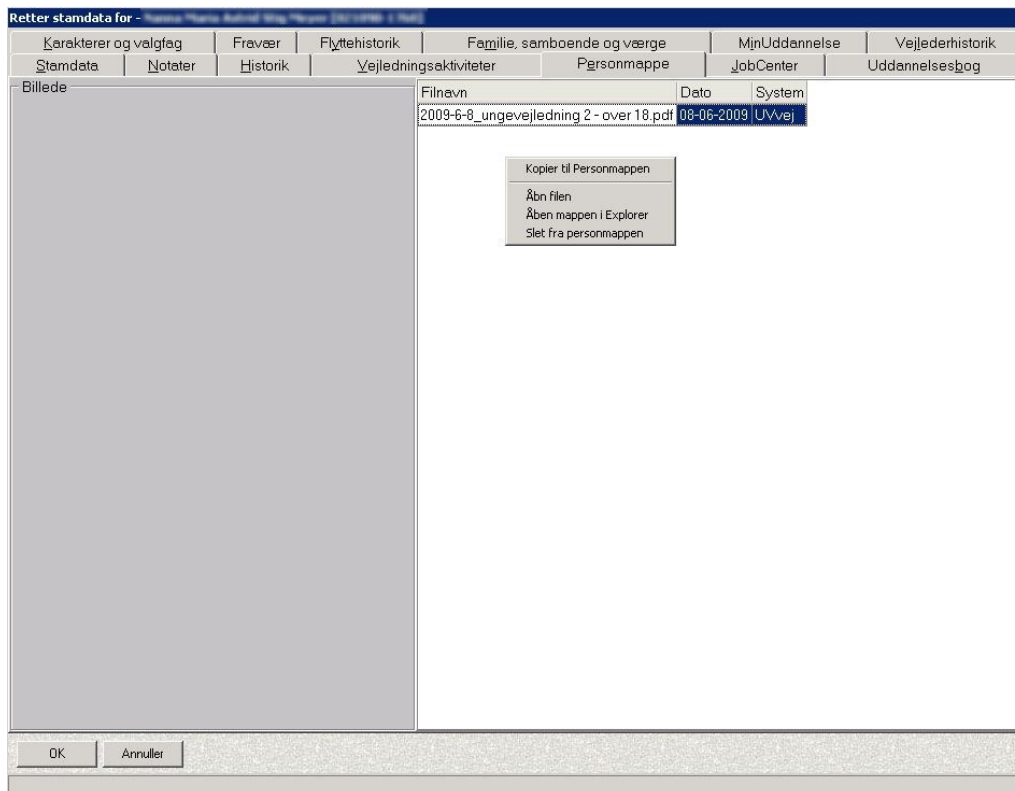 Retter stamdata for -
Karakterer og valgfag Fravær Flyttehistorik Familie, samboende og værge MinUddannelse Vejlederhistorik
Stamdata Notater Historik Vejledningsaktiviteter Personmappe JobCenter Uddannelsesbog
Billede
Filnavn Dato System
2009-6-8_ungevejledning 2 - over 18.pdf 08-06-2009 UVvej
Kopier til Personmappen
Åbn filen
Åben mappen i Explorer
Slet fra personmappen
OK Annuller